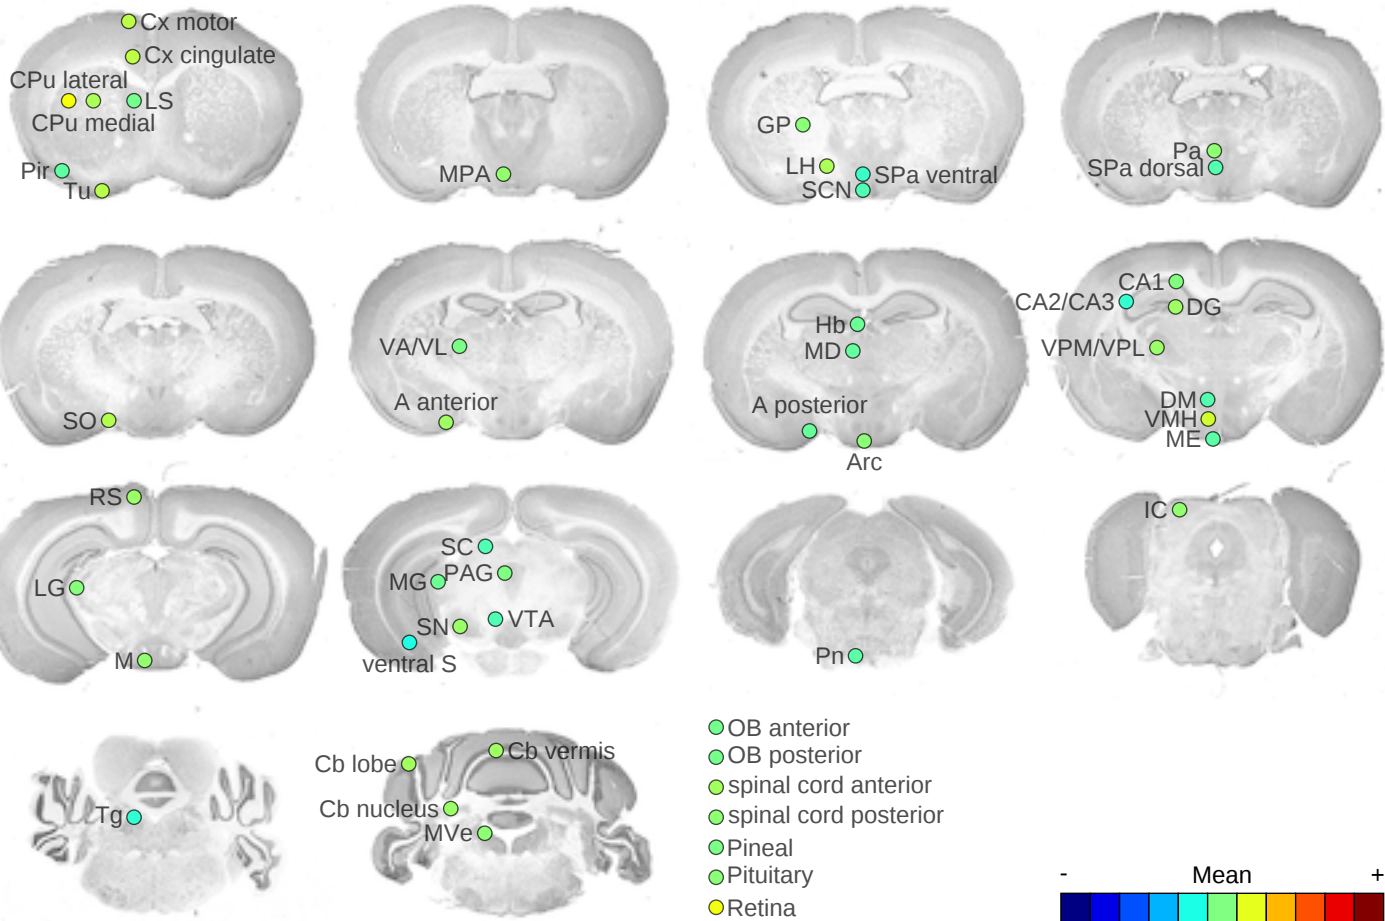 Cx motor
Cx cingulate
CPu lateral
LS
CPu medial
Pir
Tu
MPA
GP
LH
SPa ventral
SCN
Pa
SPa dorsal
SO
VA/VL
A anterior
Hb
MD
A posterior
Arc
CA1
CA2/CA3
DG
VPM/VPL
DM
VMH
ME
RS
LG
M
SC
MG
PAG
SN
VTA
ventral S
Pn
IC
Tg
Cb lobe
Cb vermis
Cb nucleus
MVe
OB anterior
OB posterior
spinal cord anterior
spinal cord posterior
Pineal
Pituitary
Retina
- Mean +